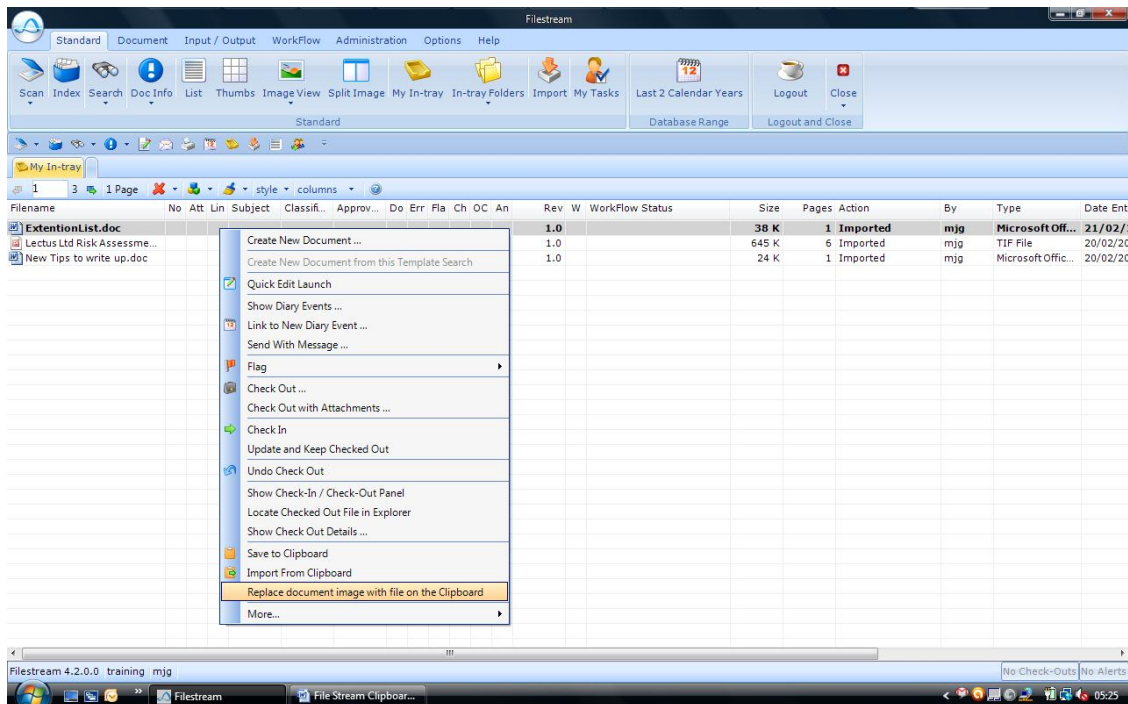 Filestream
Standard Document Input / Output WorkFlow Administration Options Help
Scan Index Search Doc Info List Thumbs Image View Split Image My In-tray In-tray Folders Import My Tasks Last 2 Calendar Years Logout Close
12
Standard Database Range Logout and Close
My In-tray
1 3 1 Page style columns
Filename No Att Lin Subject Classifi... Approv... Do Err Fla Ch OC An Rev W WorkFlow Status Size Pages Action By Type Date Ent
ExtentionList.doc 1.0 38 K 1 Imported mjg Microsoft Off... 21/02/
Lectus Ltd Risk Assessme... 1.0 645 K 6 Imported mjg TIF File 20/02/20
New Tips to write up.doc 1.0 24 K 1 Imported mjg Microsoft Offic... 20/02/20
Create New Document ...
Create New Document from this Template Search
Quick Edit Launch
Show Diary Events ...
Link to New Diary Event ...
Send With Message ...
Flag
Check Out ...
Check Out with Attachments ...
Check In
Update and Keep Checked Out
Undo Check Out
Show Check-In / Check-Out Panel
Locate Checked Out File in Explorer
Show Check Out Details ...
Save to Clipboard
Import From Clipboard
Replace document image with file on the Clipboard
More...
Filestream 4.2.0.0 training mjg No Check-Outs No Alerts
Filestream File Stream Clipboar... 05:25